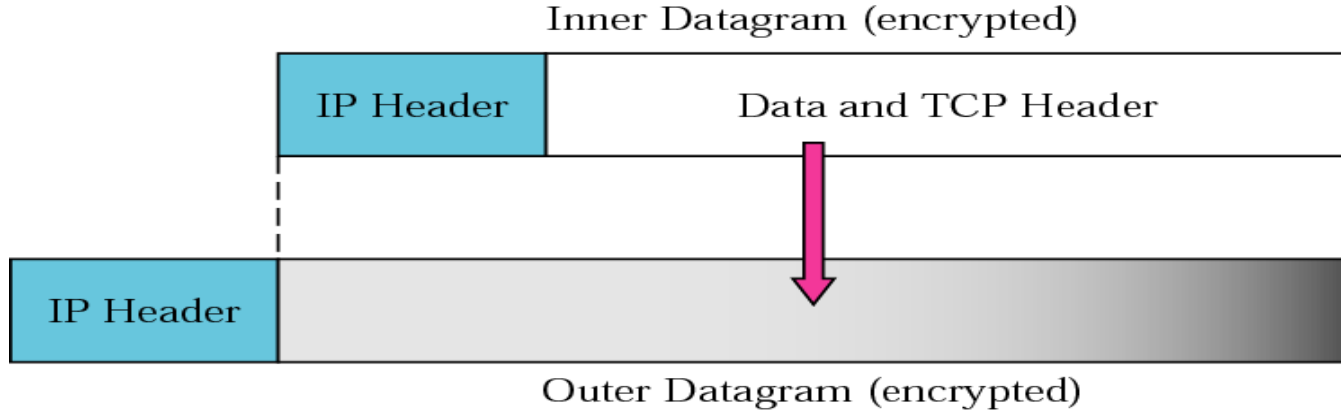 Inner Datagram (encrypted)
IP Header
Data and TCP Header
IP Header
Outer Datagram (encrypted)